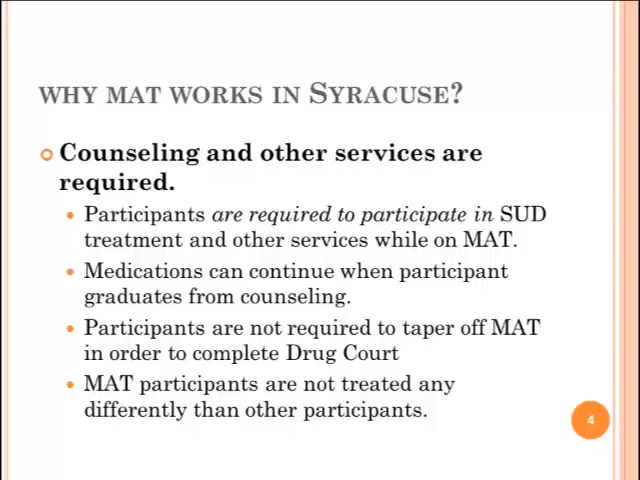 WHY MAT WORKS IN SYRACUSE?
Counseling and other services are
required.
Participants are required to participate in SUD
treatment and other services while on MAT.
Medications can continue when participant
graduates from counseling.
Participants are not required to taper off MAT
in order to complete Drug Court
MAT participants are not treated any
differently than other participants.
4